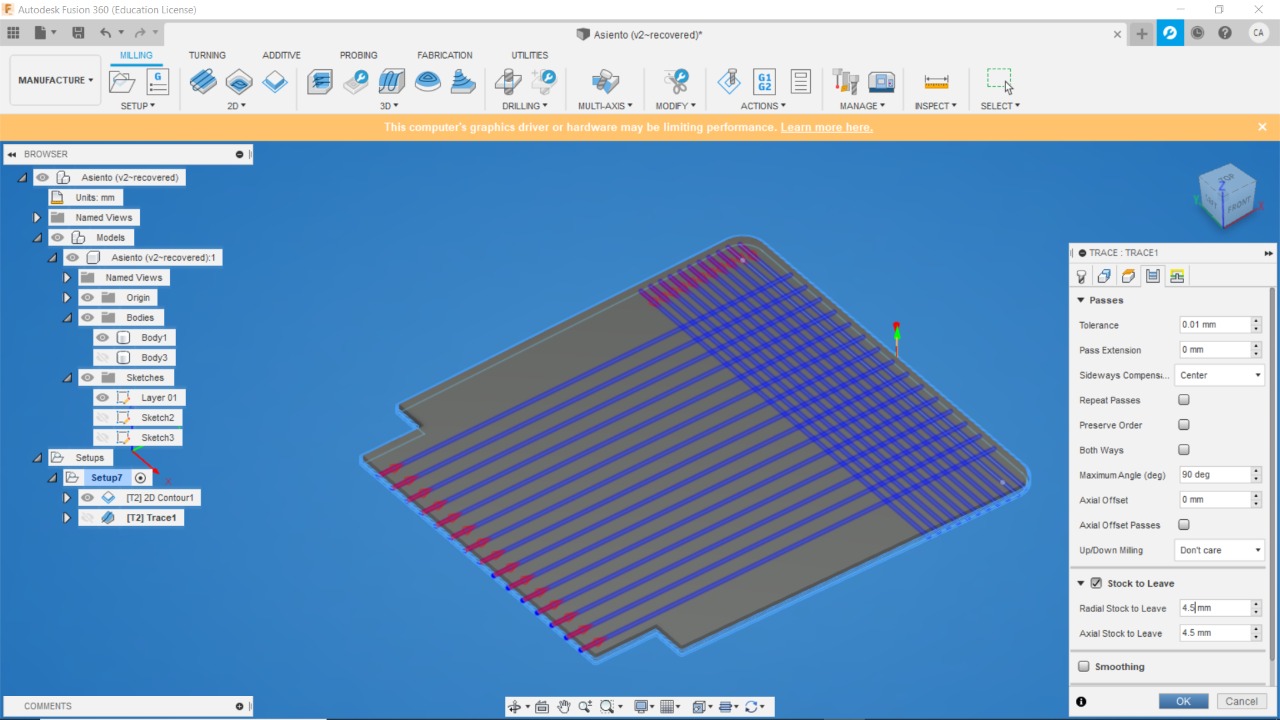 Autodesk Fusion 360 (Education License)
Asiento (v2~recovered)*
CA
MILLING TURNING ADDITIVE PROBING FABRICATION UTILITIES
MANUFACTURE
G
G1
G2
SETUP 2D 3D DRILLING MULTI-AXIS MODIFY ACTIONS MANAGE INSPECT SELECT
This computer's graphics driver or hardware may be limiting performance. Learn more here.
BROWSER
Asiento (v2~recovered)
Units: mm
Named Views
Models
Asiento (v2~recovered):1
Named Views
Origin
Bodies
Body1
Body3
Sketches
Layer 01
Sketch2
Sketch3
Setups
X
Setup7
[T2] 2D Contour1
[T2] Trace1
COMMENTS
TOP
Z
FRONT
TRACE : TRACE1
Passes
Tolerance 0.01 mm
Pass Extension 0 mm
Sideways Compensi... Center
Repeat Passes
Preserve Order
Both Ways
Maximum Angle (deg) 90 deg
Axial Offset 0 mm
Axial Offset Passes
Up/Down Milling Don't care
Stock to Leave
Radial Stock to Leave 4.5 mm
Axial Stock to Leave 4.5 mm
Smoothing
OK Cancel